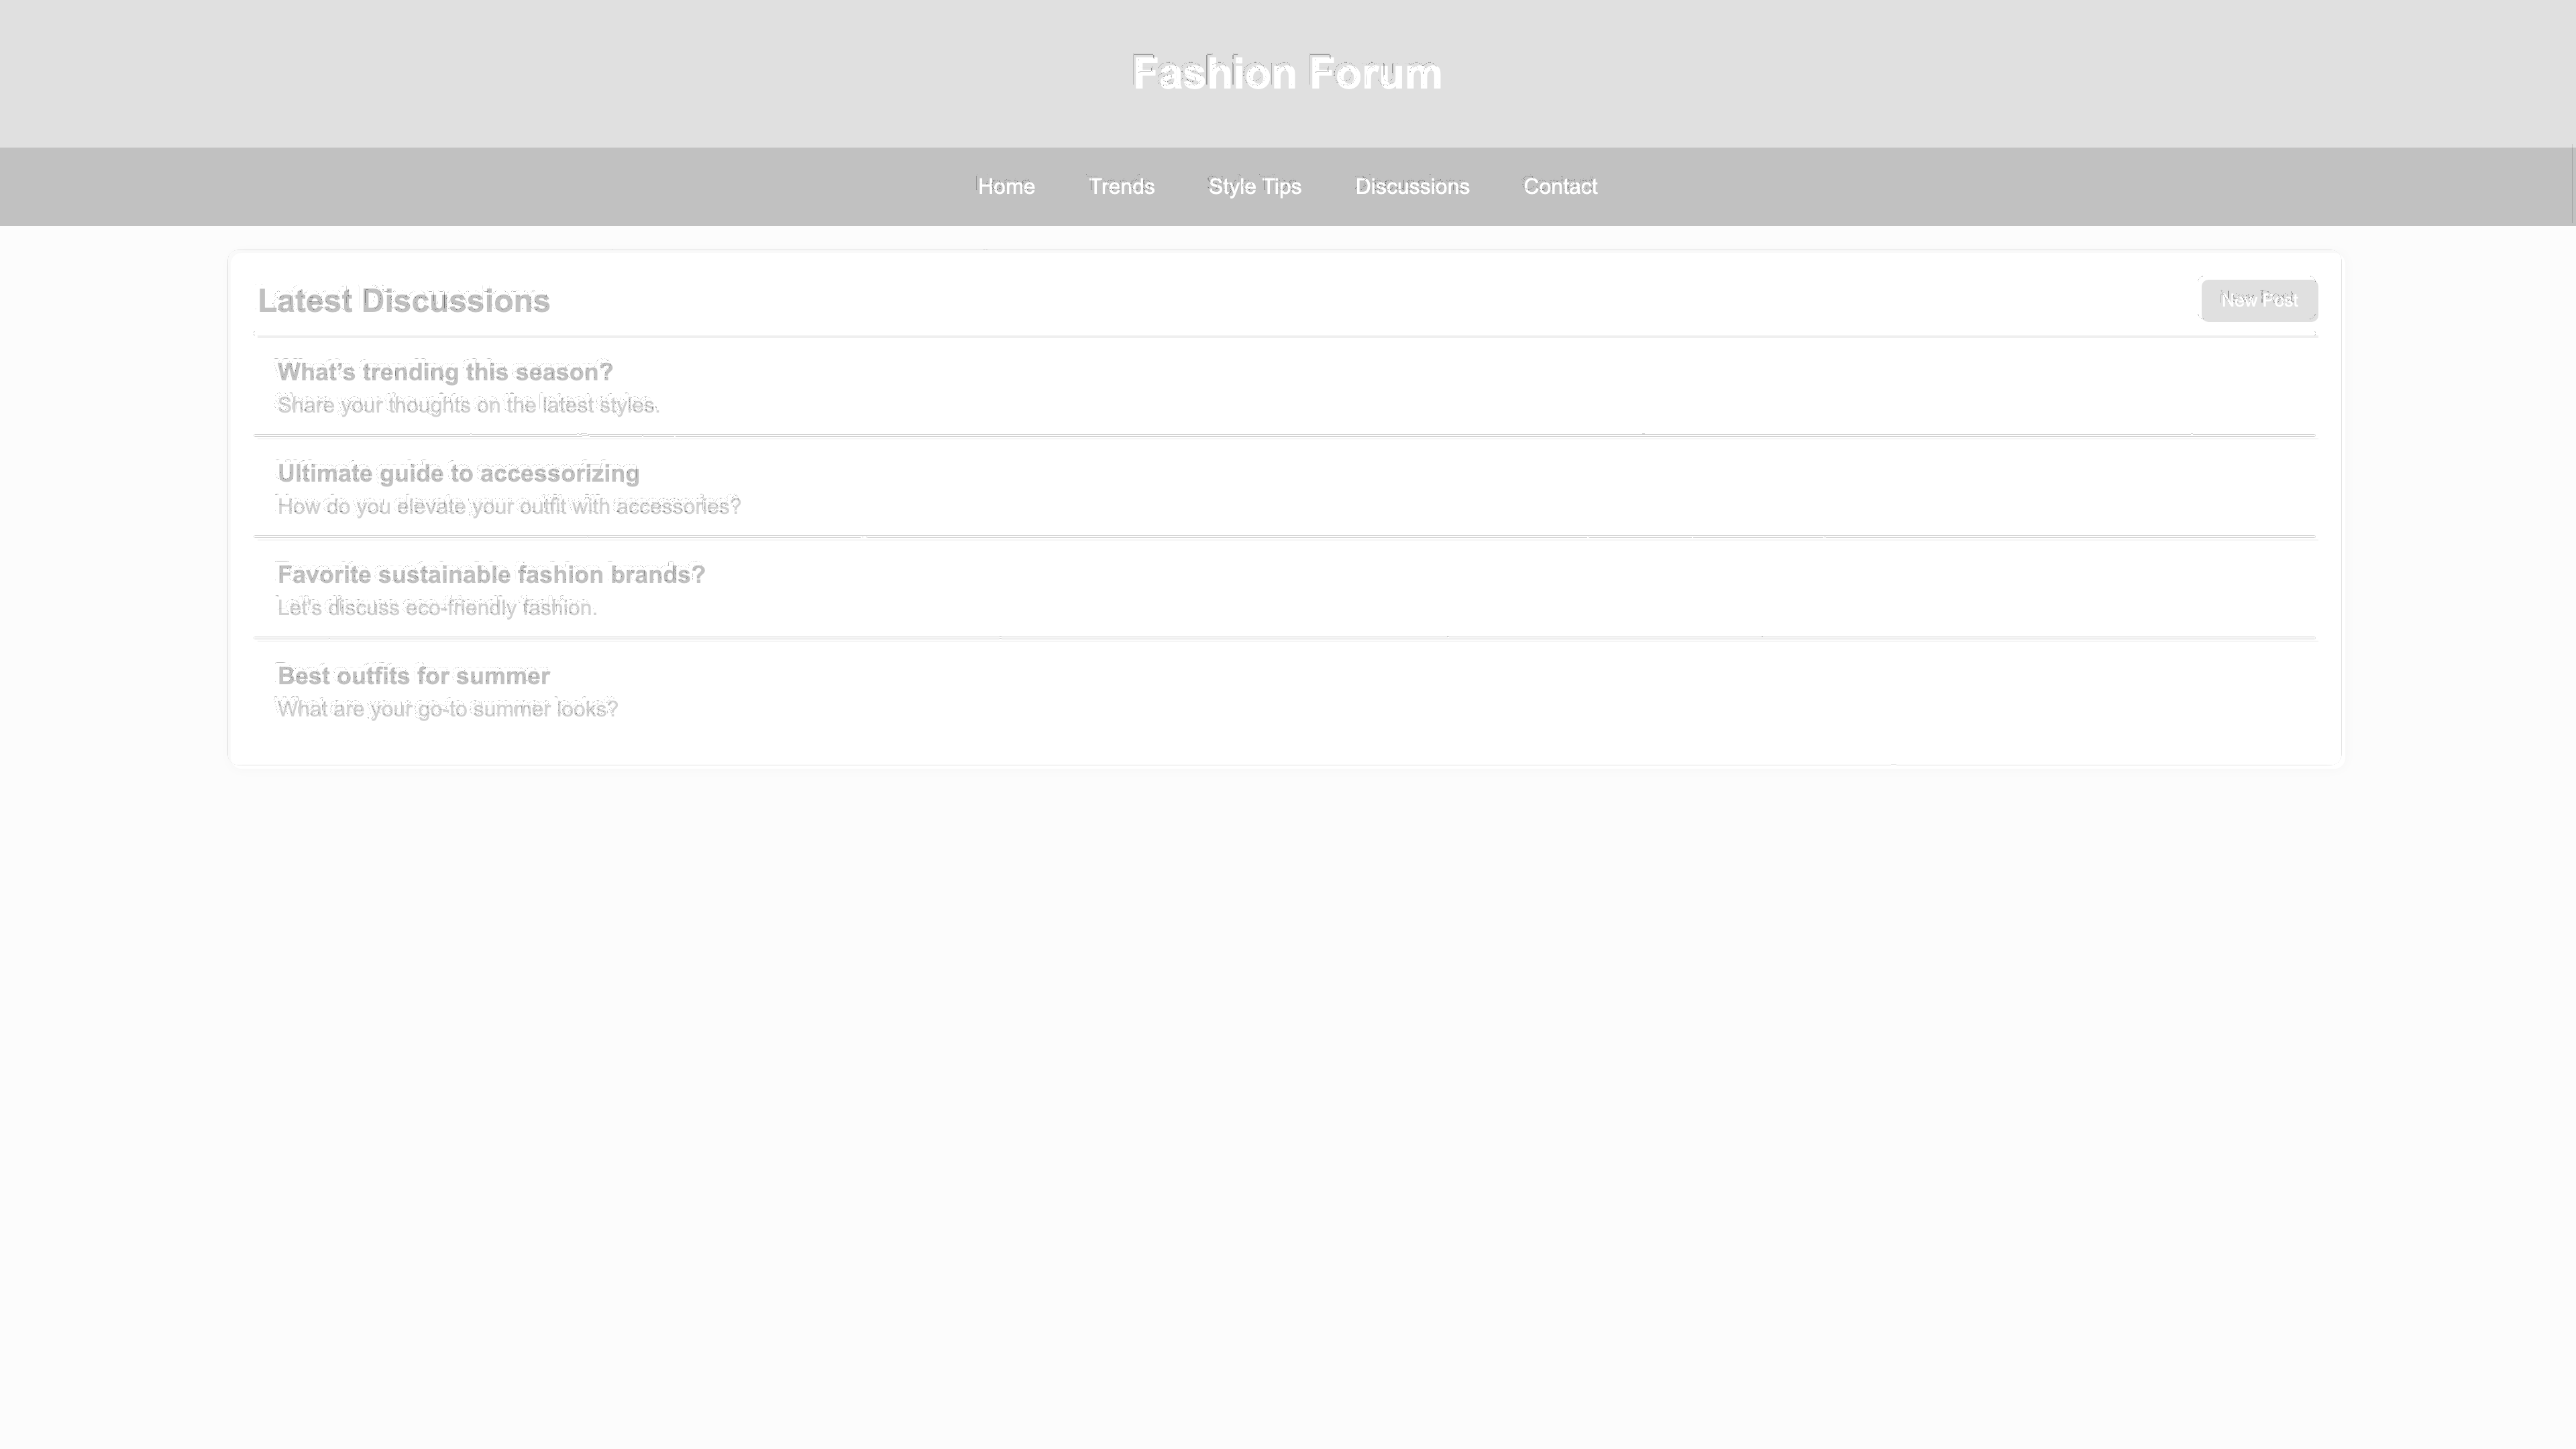 Fashion Forum
Home Trends Style Tips Discussions Contact
Latest Discussions
New Post
What’s trending this season?
Share your thoughts on the latest styles.
Ultimate guide to accessorizing
How do you elevate your outfit with accessories?
Favorite sustainable fashion brands?
Let's discuss eco-friendly fashion.
Best outfits for summer
What are your go-to summer looks?